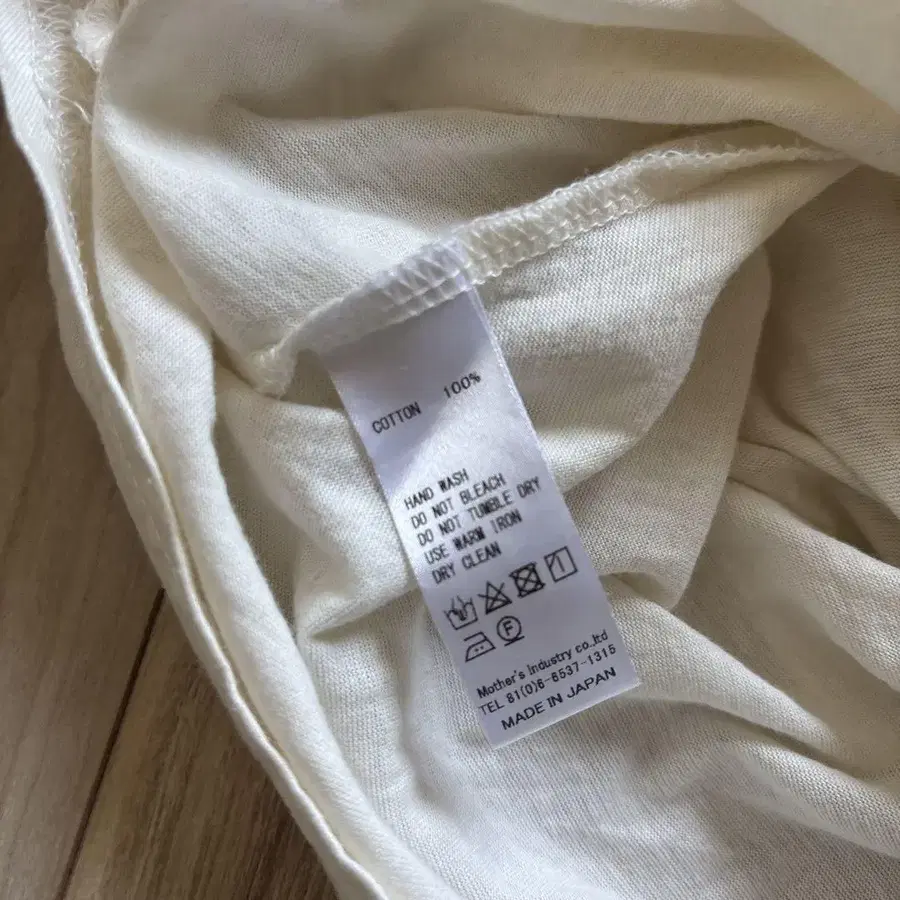 COTTON 100%
HAND WASH
DO NOT BLEACH
DO NOT TUMBLE DRY
USE WARM IRON
DRY CLEAN
F
Mother's Industry co.,ltd
TEL 81(0)6-6537-1315
MADE IN JAPAN